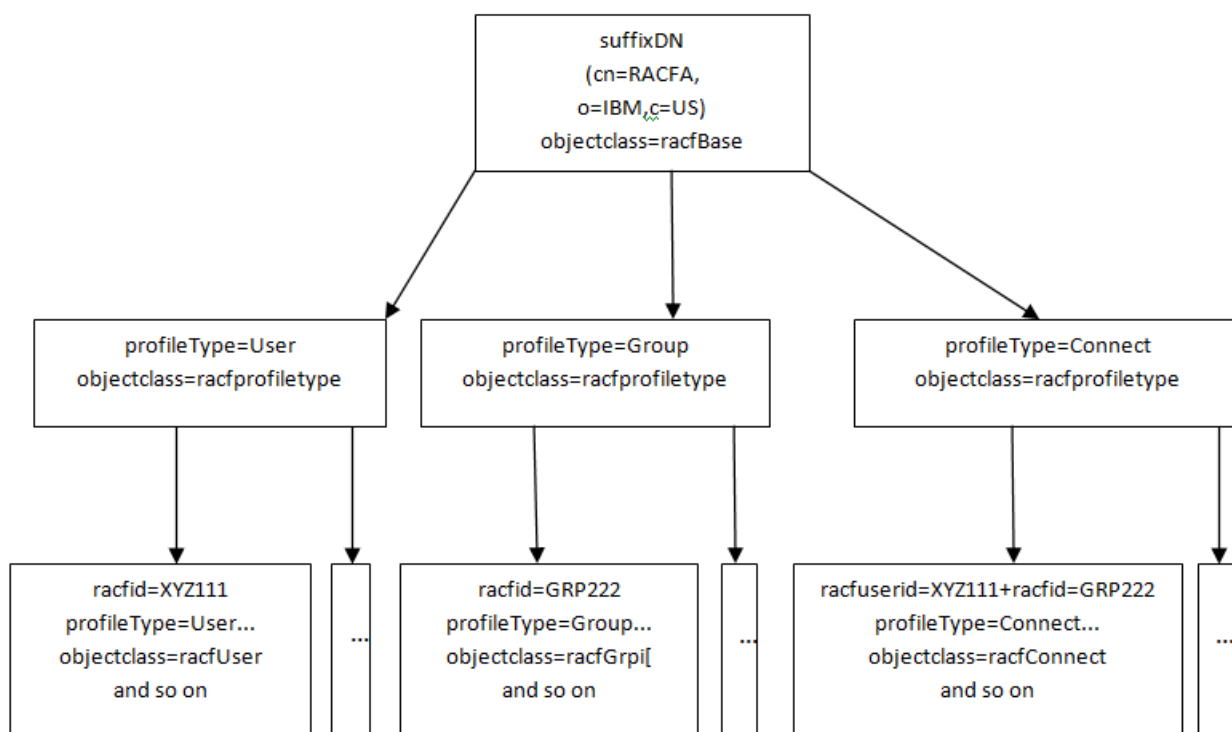 suffixDN
(cn=RACFA,
o=IBM,c=US)
objectclass=racfBase
profileType=User
objectclass=racfprofiletype
profileType=Group
objectclass=racfprofiletype
profileType=Connect
objectclass=racfprofiletype
racfid=XYZ111
profileType=User...
objectclass=racfUser
and so on
...
racfid=GRP222
profileType=Group...
objectclass=racfGrpi[
and so on
...
racfuserid=XYZ111+racfid=GRP222
profileType=Connect...
objectclass=racfConnect
and so on
...